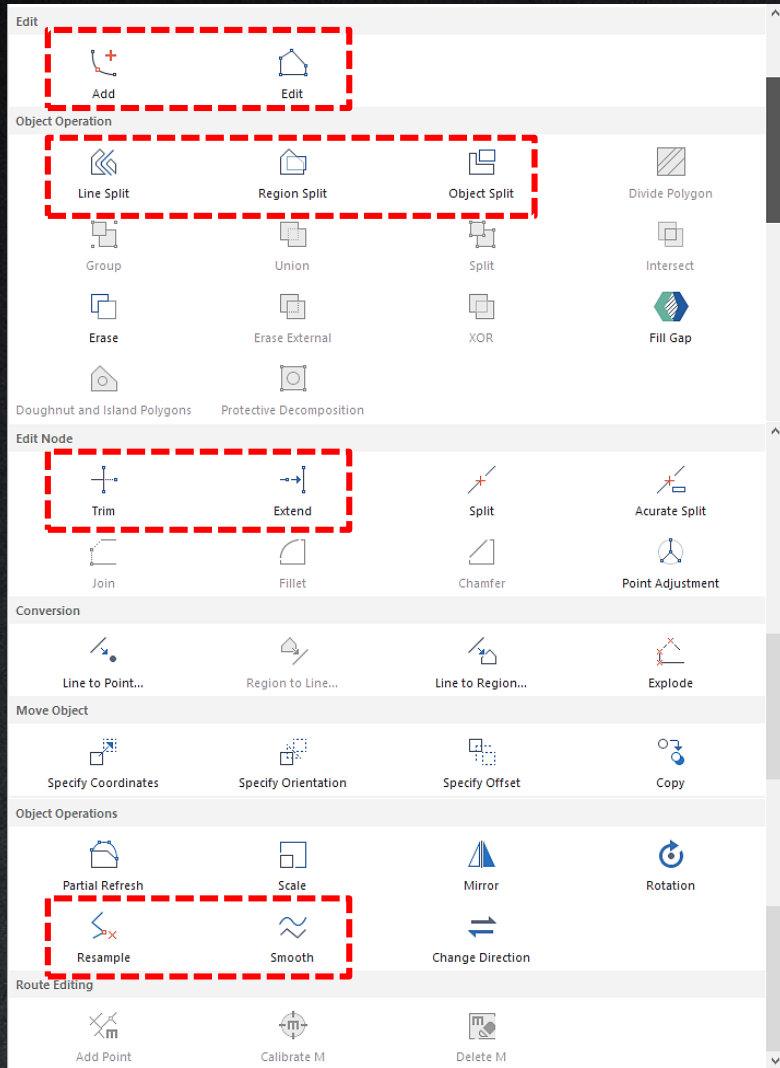 Edit
Add Edit
Object Operation
Line Split Region Split Object Split Divide Polygon
Group Union Split Intersect
Erase Erase External XOR Fill Gap
Doughnut and Island Polygons Protective Decomposition
Edit Node
Trim Extend Split Acurate Split
Join Fillet Chamfer Point Adjustment
Conversion
Line to Point... Region to Line... Line to Region... Explode
Move Object
Specify Coordinates Specify Orientation Specify Offset Copy
Object Operations
Partial Refresh Scale Mirror Rotation
Resample Smooth Change Direction
Route Editing
m m m
Add Point Calibrate M Delete M